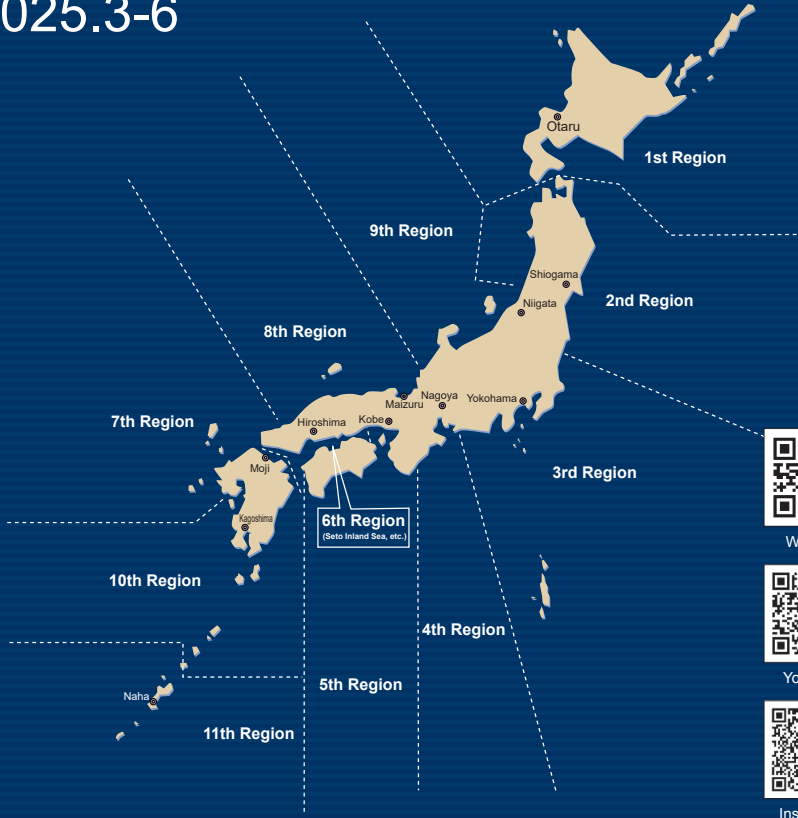 025.3-6
Otaru
1st Region
9th Region
Shiogama
2nd Region
Niigata
8th Region
Nagoya
Yokohama
Maizuru
Kobe
Hiroshima
7th Region
Moji
3rd Region
6th Region
(Seto Inland Sea, etc.)
Kagoshima
10th Region
4th Region
5th Region
Naha
11th Region
W
Yo
Ins